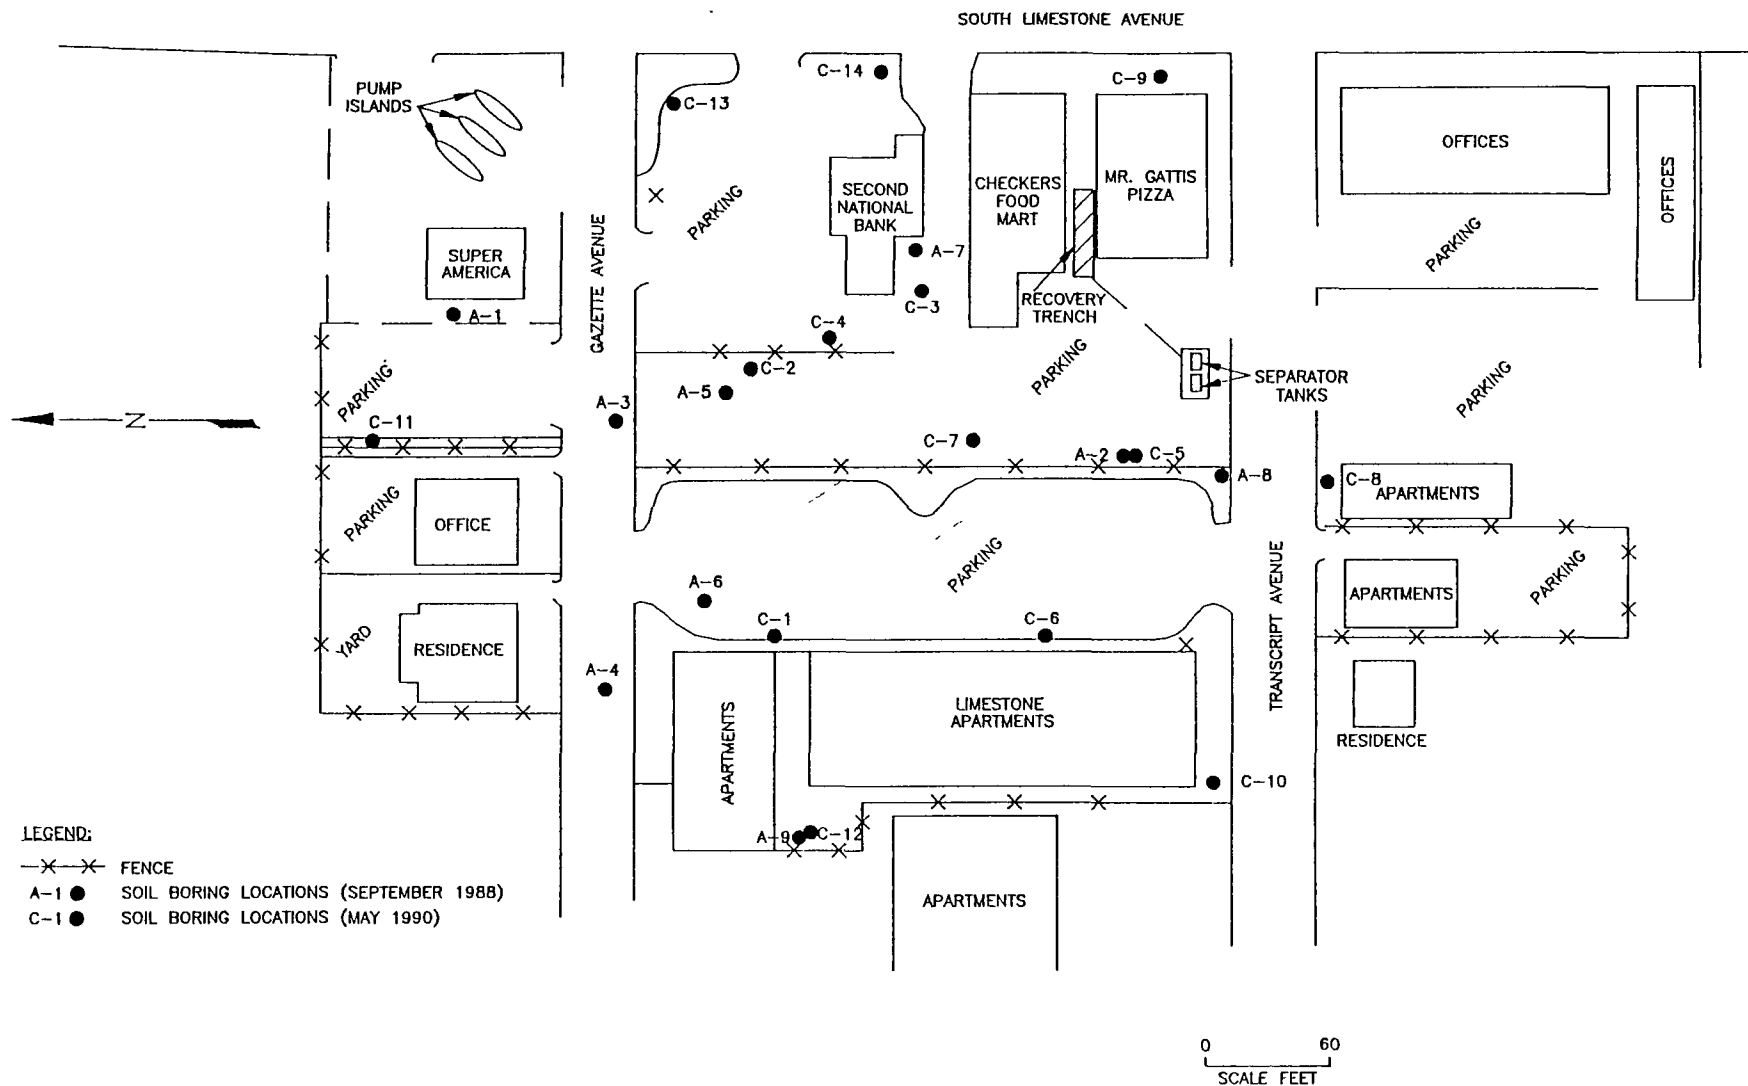 SOUTH LIMESTONE AVENUE
PUMP
ISLANDS
C-14
C-9
C-13
OFFICES
OFFICES
SECOND
NATIONAL
BANK
CHECKERS
FOOD
MART
MR. GATTIS
PIZZA
PARKING
PARKING
SUPER
AMERICA
GAZETTE AVENUE
A-7
C-3
RECOVERY
TRENCH
A-1
C-4
C-2
A-5
PARKING
PARKING
SEPARATOR
TANKS
PARKING
N
C-11
A-3
C-7
A-2
C-5
A-8
C-8
APARTMENTS
PARKING
OFFICE
PARKING
TRANSCRIPT AVENUE
APARTMENTS
PARKING
A-6
C-1
C-6
YARD
RESIDENCE
A-4
APARTMENTS
LIMESTONE
APARTMENTS
RESIDENCE
C-10
A-9
C-12
APARTMENTS
LEGEND:
FENCE
A-1 SOIL BORING LOCATIONS (SEPTEMBER 1988)
C-1 SOIL BORING LOCATIONS (MAY 1990)
0 60
SCALE FEET